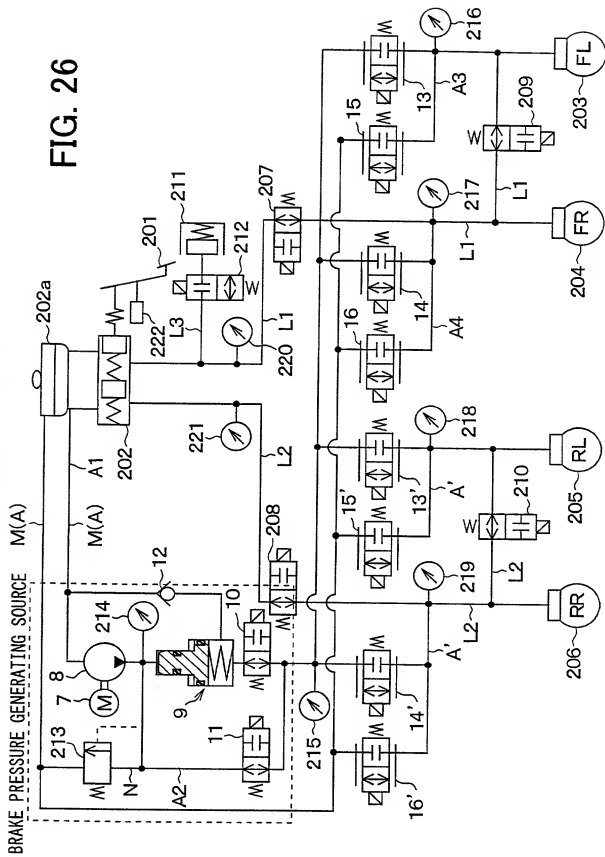 FIG. 26
BRAKE PRESSURE GENERATING SOURCE
M(A)
A1
M(A)
202a
201
202
222
211
212
L3
220
L1
207
221
L2
208
213
7
M
8
214
12
9
10
11
N
A2
215
16
15
14
13
216
A3
217
A4
L1
L1
209
FL
203
FR
204
15'
13'
218
A'
219
A'
L2
L2
210
RL
205
RR
206
14'
16'